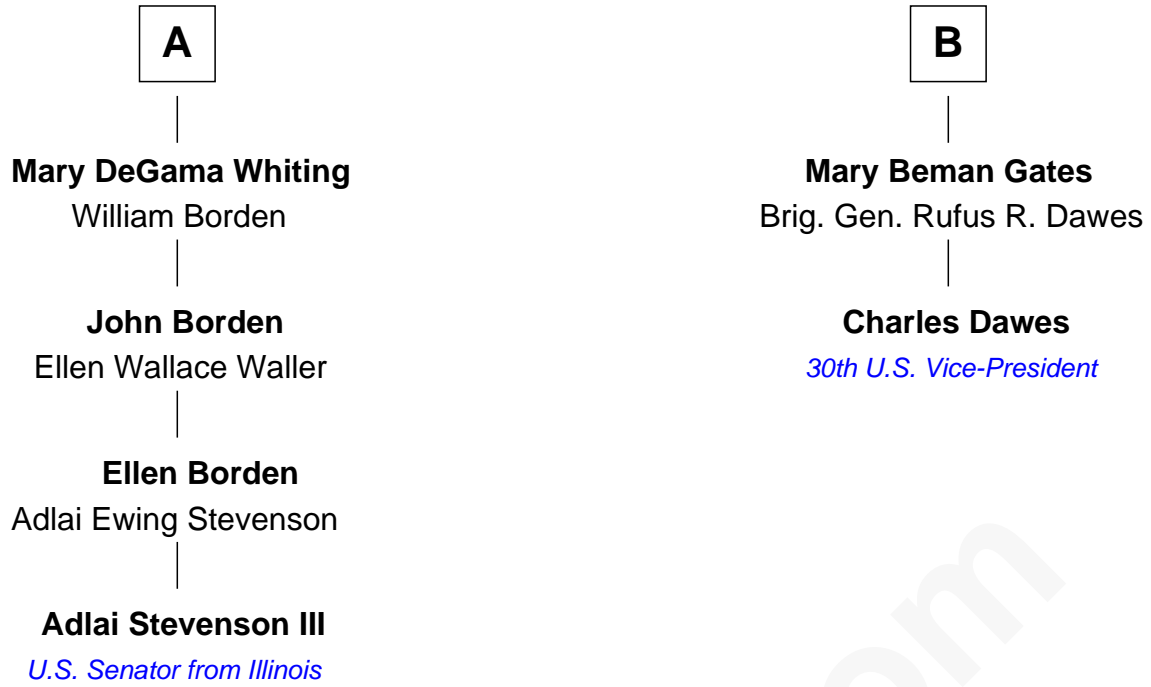 A
B
Mary DeGama Whiting
William Borden
Mary Beman Gates
Brig. Gen. Rufus R. Dawes
John Borden
Ellen Wallace Waller
Charles Dawes
30th U.S. Vice-President
Ellen Borden
Adlai Ewing Stevenson
Adlai Stevenson III
U.S. Senator from Illinois
om